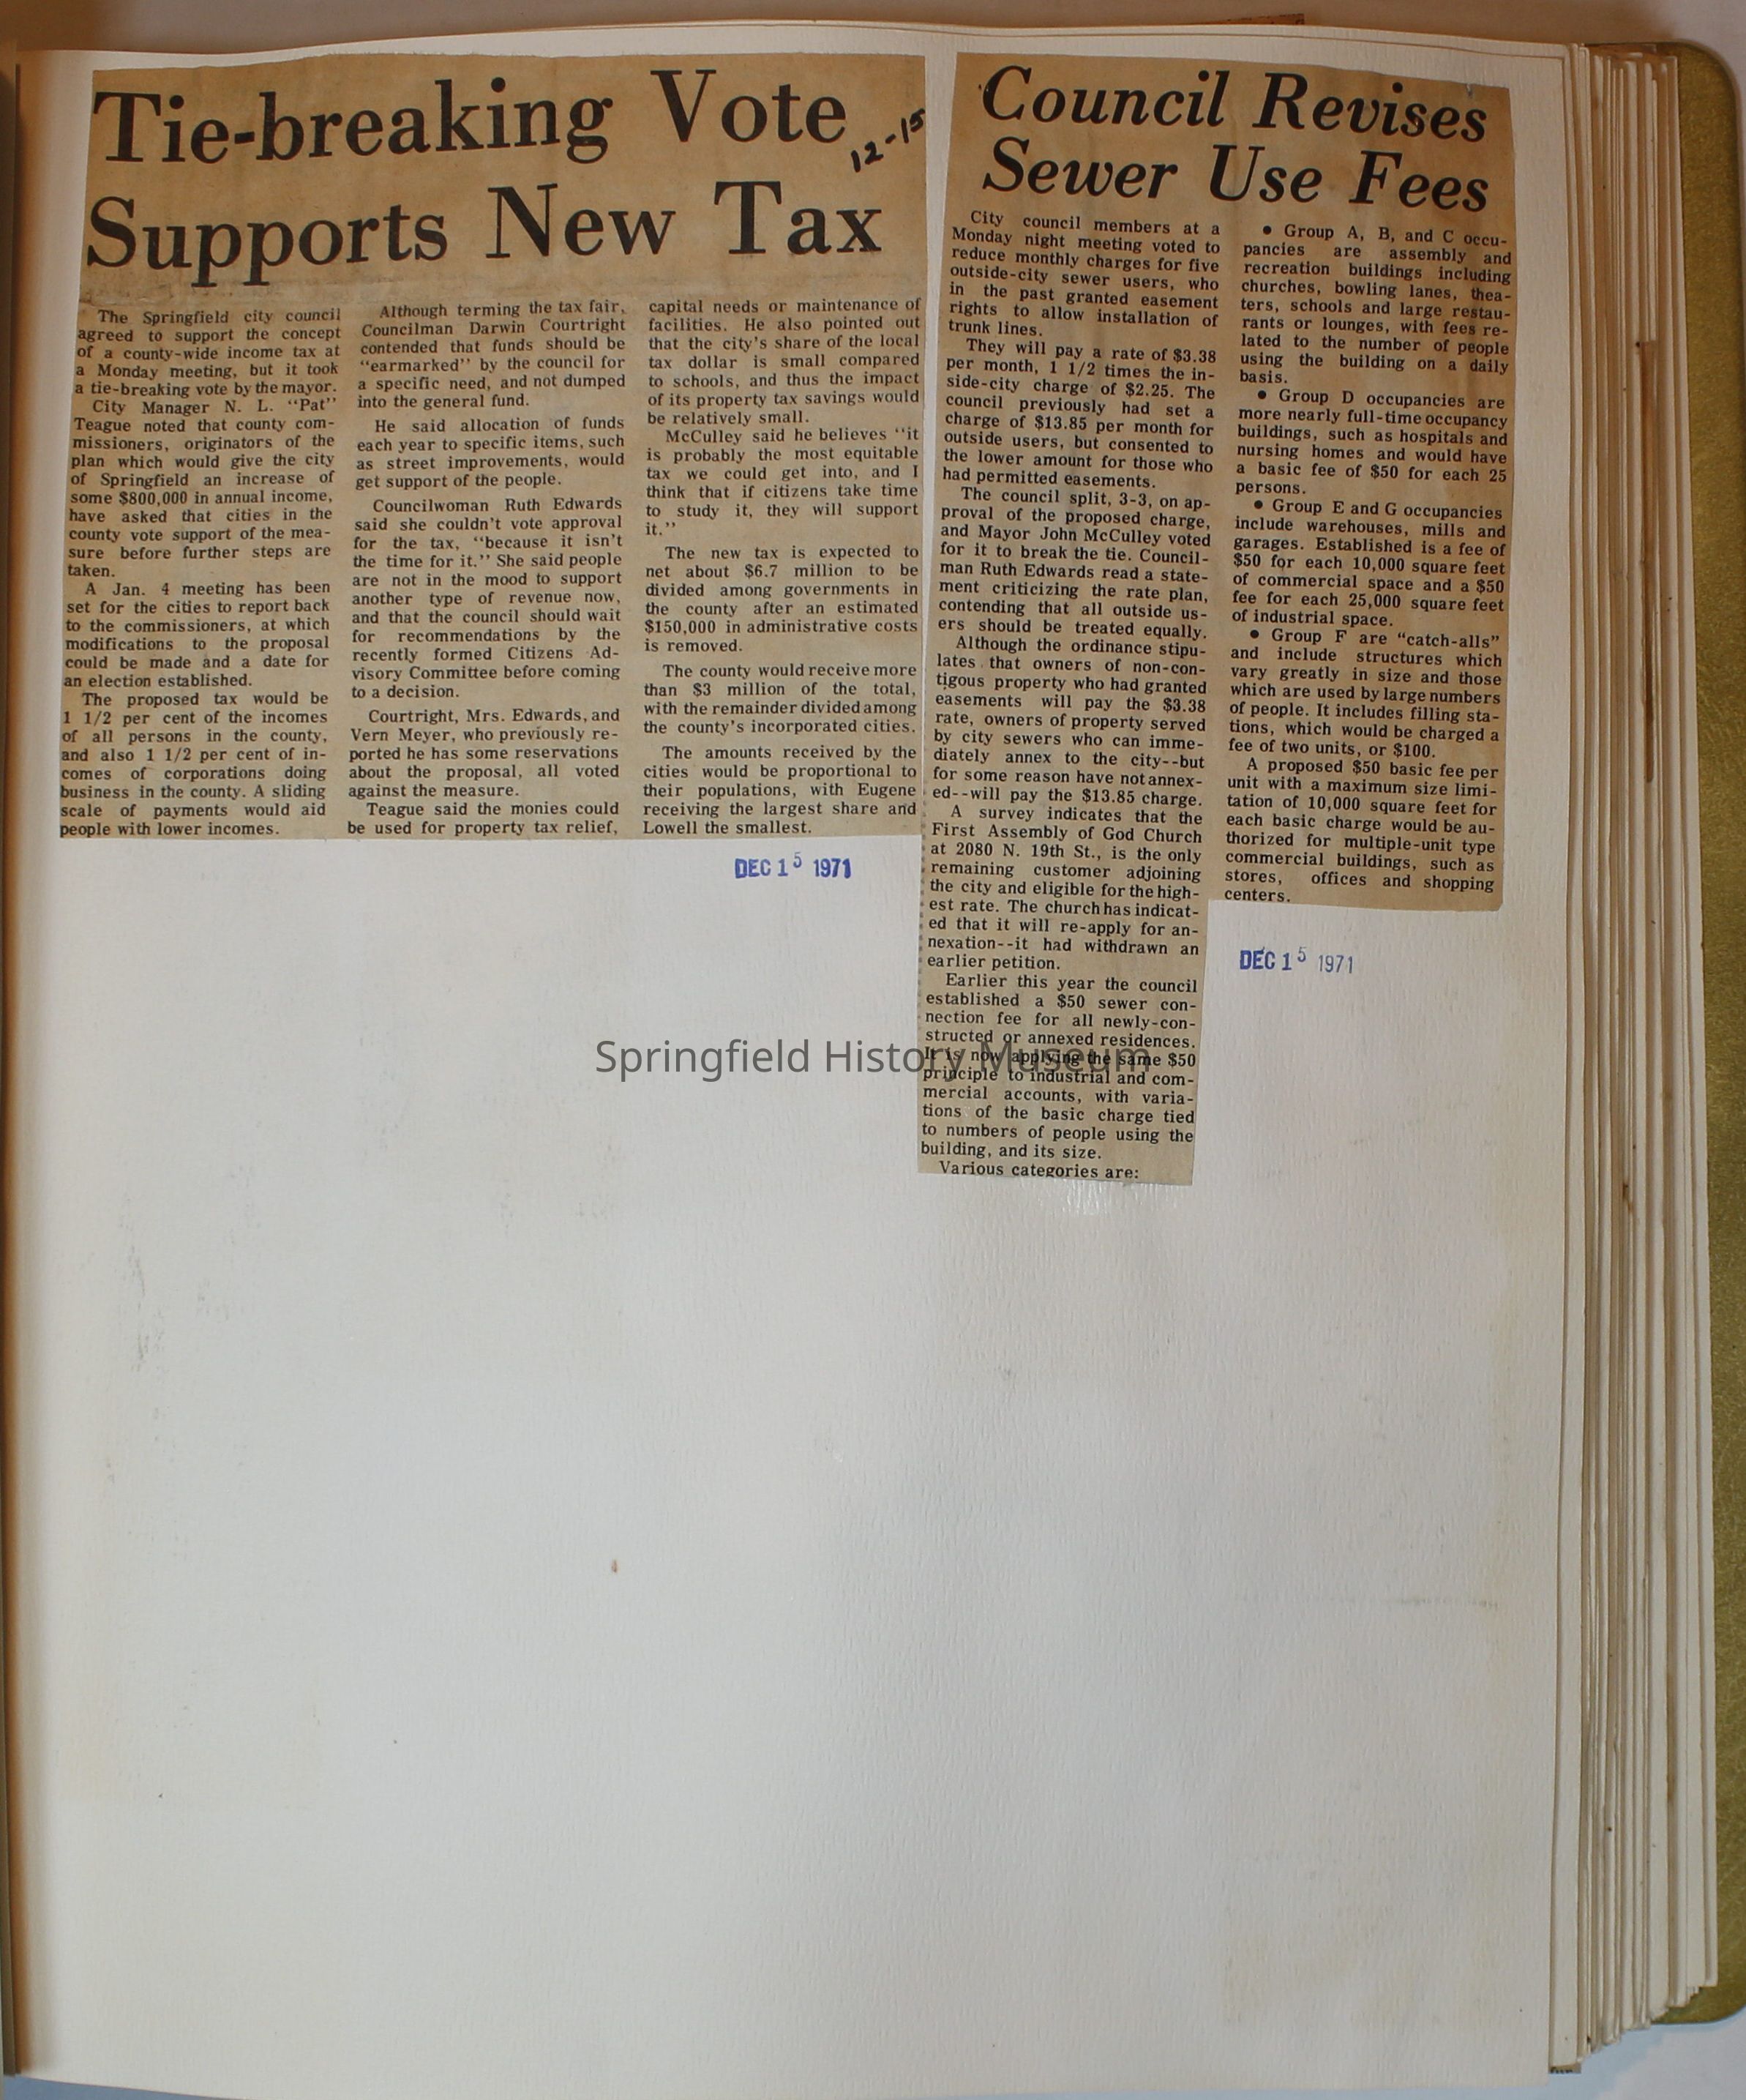 Tie-breaking Vote
12-15
Supports New Tax
The Springfield city council
agreed to support the concept
of a county-wide income tax at
a Monday meeting, but it took
a tie-breaking vote by the mayor.
City Manager N. L. "Pat"
Teague noted that county com-
missioners, originators of the
plan which would give the city
of Springfield an increase of
some $800,000 in annual income,
have asked that cities in the
county vote support of the mea-
sure before further steps are
taken.
A Jan. 4 meeting has been
set for the cities to report back
to the commissioners, at which
modifications to the proposal
could be made and a date for
an election established.
The proposed tax would be
1 1/2 per cent of the incomes
of all persons in the county,
and also 1 1/2 per cent of in-
comes of corporations doing
business in the county. A sliding
scale of payments would aid
people with lower incomes.
Although terming the tax fair,
Councilman Darwin Courtright
contended that funds should be
"earmarked" by the council for
a specific need, and not dumped
into the general fund.
He said allocation of funds
each year to specific items, such
as street improvements, would
get support of the people.
Councilwoman Ruth Edwards
said she couldn't vote approval
for the tax, "because it isn't
the time for it." She said people
are not in the mood to support
another type of revenue now,
and that the council should wait
for recommendations by the
recently formed Citizens Ad-
visory Committee before coming
to a decision.
Courtright, Mrs. Edwards, and
Vern Meyer, who previously re-
ported he has some reservations
about the proposal, all voted
against the measure.
Teague said the monies could
be used for property tax relief,
capital needs or maintenance of
facilities. He also pointed out
that the city's share of the local
tax dollar is small compared
to schools, and thus the impact
of its property tax savings would
be relatively small.
McCulley said he believes "it
is probably the most equitable
tax we could get into, and I
think that if citizens take time
to study it, they will support
it."
The new tax is expected to
net about $6.7 million to be
divided among governments in
the county after an estimated
$150,000 in administrative costs
is removed.
The county would receive more
than $3 million of the total,
with the remainder divided among
the county's incorporated cities.
The amounts received by the
cities would be proportional to
their populations, with Eugene
receiving the largest share and
Lowell the smallest.
DEC 15 1971
Council Revises
Sewer Use Fees
City council members at a
Monday night meeting voted to
reduce monthly charges for five
outside-city sewer users, who
in the past granted easement
rights to allow installation of
trunk lines.
They will pay a rate of $3.38
per month, 1 1/2 times the in-
side-city charge of $2.25. The
council previously had set a
charge of $13.85 per month for
outside users, but consented to
the lower amount for those who
had permitted easements.
The council split, 3-3, on ap-
proval of the proposed charge,
and Mayor John McCulley voted
for it to break the tie. Council-
man Ruth Edwards read a state-
ment criticizing the rate plan,
contending that all outside us-
ers should be treated equally.
Although the ordinance stipu-
lates that owners of non-con-
tigous property who had granted
easements will pay the $3.38
rate, owners of property served
by city sewers who can imme-
diately annex to the city--but
for some reason have not annex-
ed--will pay the $13.85 charge.
A survey indicates that the
First Assembly of God Church
at 2080 N. 19th St., is the only
remaining customer adjoining
the city and eligible for the high-
est rate. The church has indicat-
ed that it will re-apply for an-
nexation--it had withdrawn an
earlier petition.
Earlier this year the council
established a $50 sewer con-
nection fee for all newly-con-
structed or annexed residences.
It is now applying the same $50
principle to industrial and com-
mercial accounts, with varia-
tions of the basic charge tied
to numbers of people using the
building, and its size.
Various categories are:
• Group A, B, and C occu-
pancies are assembly and
recreation buildings including
churches, bowling lanes, thea-
ters, schools and large restau-
rants or lounges, with fees re-
lated to the number of people
using the building on a daily
basis.
• Group D occupancies are
more nearly full-time occupancy
buildings, such as hospitals and
nursing homes and would have
a basic fee of $50 for each 25
persons.
• Group E and G occupancies
include warehouses, mills and
garages. Established is a fee of
$50 for each 10,000 square feet
of commercial space and a $50
fee for each 25,000 square feet
of industrial space.
• Group F are "catch-alls"
and include structures which
vary greatly in size and those
which are used by large numbers
of people. It includes filling sta-
tions, which would be charged a
fee of two units, or $100.
A proposed $50 basic fee per
unit with a maximum size limi-
tation of 10,000 square feet for
each basic charge would be au-
thorized for multiple-unit type
commercial buildings, such as
stores, offices and shopping
centers.
DEC 15 1971
Springfield History Museum